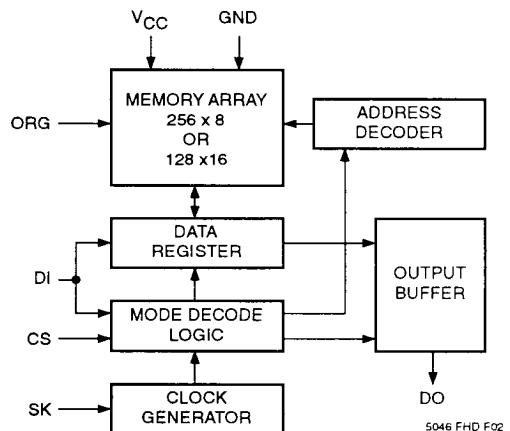 VCC GND
MEMORY ARRAY
256 x 8
OR
128 x16
ORG
ADDRESS
DECODER
DATA
REGISTER
DI
OUTPUT
BUFFER
MODE DECODE
LOGIC
CS
CLOCK
GENERATOR
SK
DO
5046 FHD F02